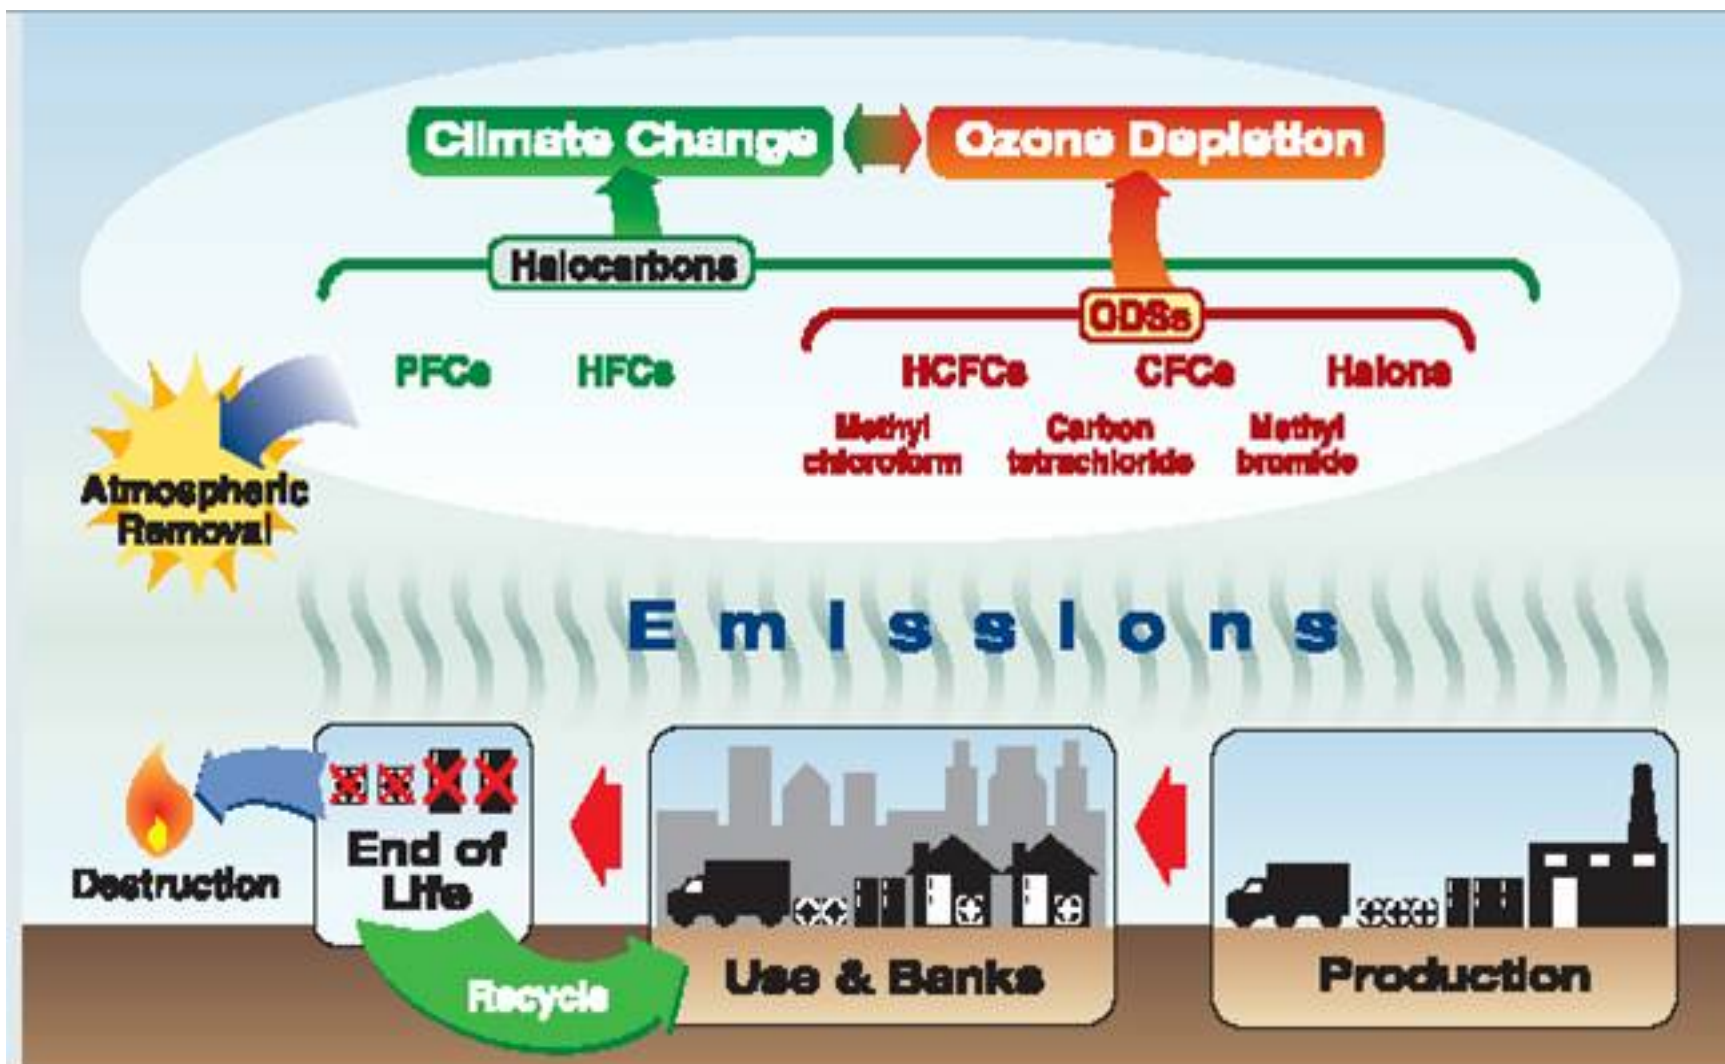 Climate Change
Ozone Depletion
Halocarbons
ODSs
PFCs
HFCs
HCFCs
CFCs
Halons
Methyl
chloroform
Carbon
tetrachloride
Methyl
bromide
Atmospheric
Removal
Emissions
End of
Life
Destruction
Recycle
Use & Banks
Production